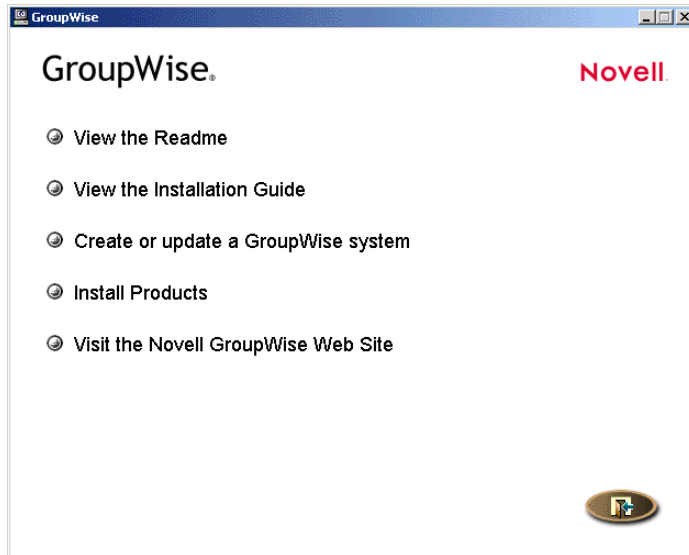 GroupWise
GroupWise®
Novell.
View the Readme
View the Installation Guide
Create or update a GroupWise system
Install Products
Visit the Novell GroupWise Web Site